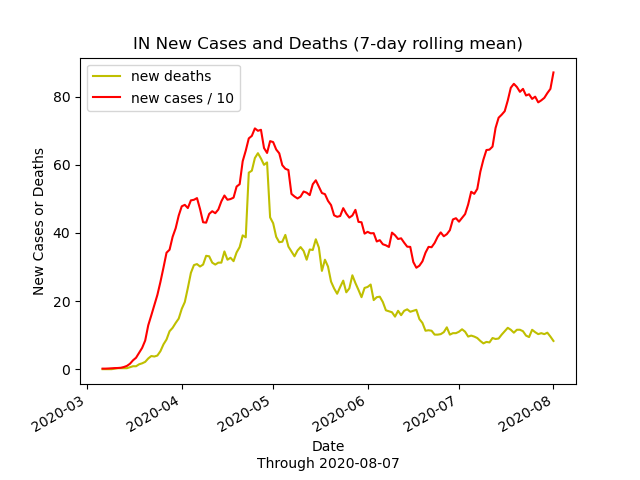 IN New Cases and Deaths (7-day rolling mean)
new deaths
new cases / 10
New Cases or Deaths
80
60
40
20
0
2020-03
2020-04
2020-05
2020-06
2020-07
2020-08
Date
Through 2020-08-07